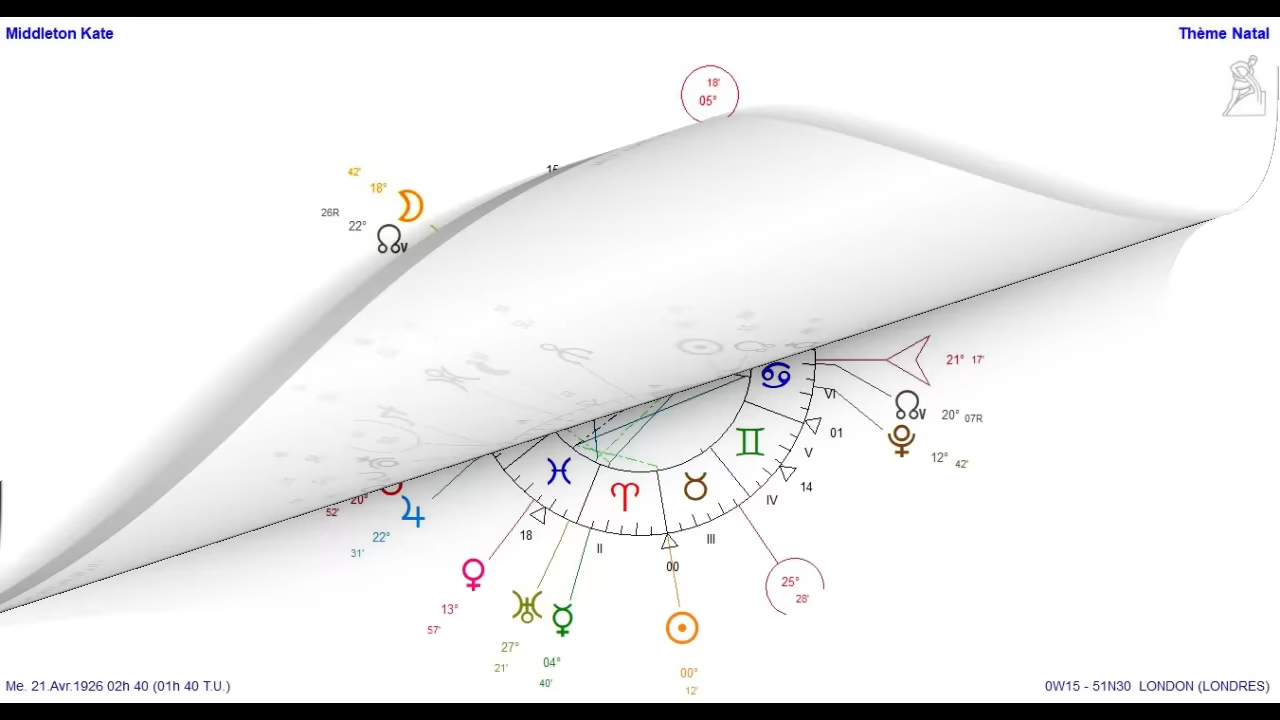 Middleton Kate
Thème Natal
18'
05°
15
42'
18°
26R
22°
V
21° 17'
V
20° 07R
12° 42'
VI
01
V
14
IV
III
00
II
18
20°
52'
22°
31'
13°
57'
27°
21'
04°
40'
00°
12'
25°
28'
Me. 21.Avr.1926 02h 40 (01h 40 T.U.)
0W15 - 51N30 LONDON (LONDRES)